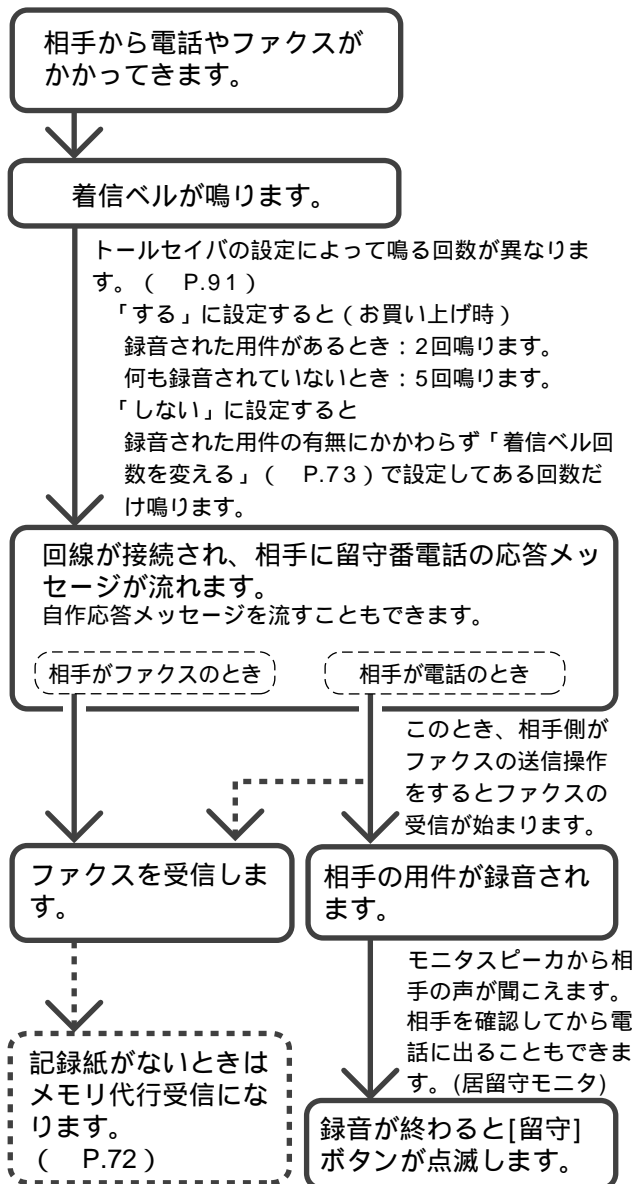 相手から電話やファクスが
かかってきます。
着信ベルが鳴ります。
トールセイバの設定によって鳴る回数が異なりま
す。（　P.91）
「する」に設定すると（お買い上げ時）
録音された用件があるとき：2回鳴ります。
何も録音されていないとき：5回鳴ります。
「しない」に設定すると
録音された用件の有無にかかわらず「着信ベル回
数を変える」（　P.73）で設定してある回数だ
け鳴ります。
回線が接続され、相手に留守番電話の応答メッ
セージが流れます。
自作応答メッセージを流すこともできます。
相手がファクスのとき
相手が電話のとき
このとき、相手側が
ファクスの送信操作
をするとファクスの
受信が始まります。
ファクスを受信しま
す。
相手の用件が録音され
ます。
モニタスピーカから相
手の声が聞こえます。
相手を確認してから電
話に出ることもできま
す。(居留守モニタ)
記録紙がないときは
メモリ代行受信にな
ります。
（　P.72）
録音が終わると[留守]
ボタンが点滅します。